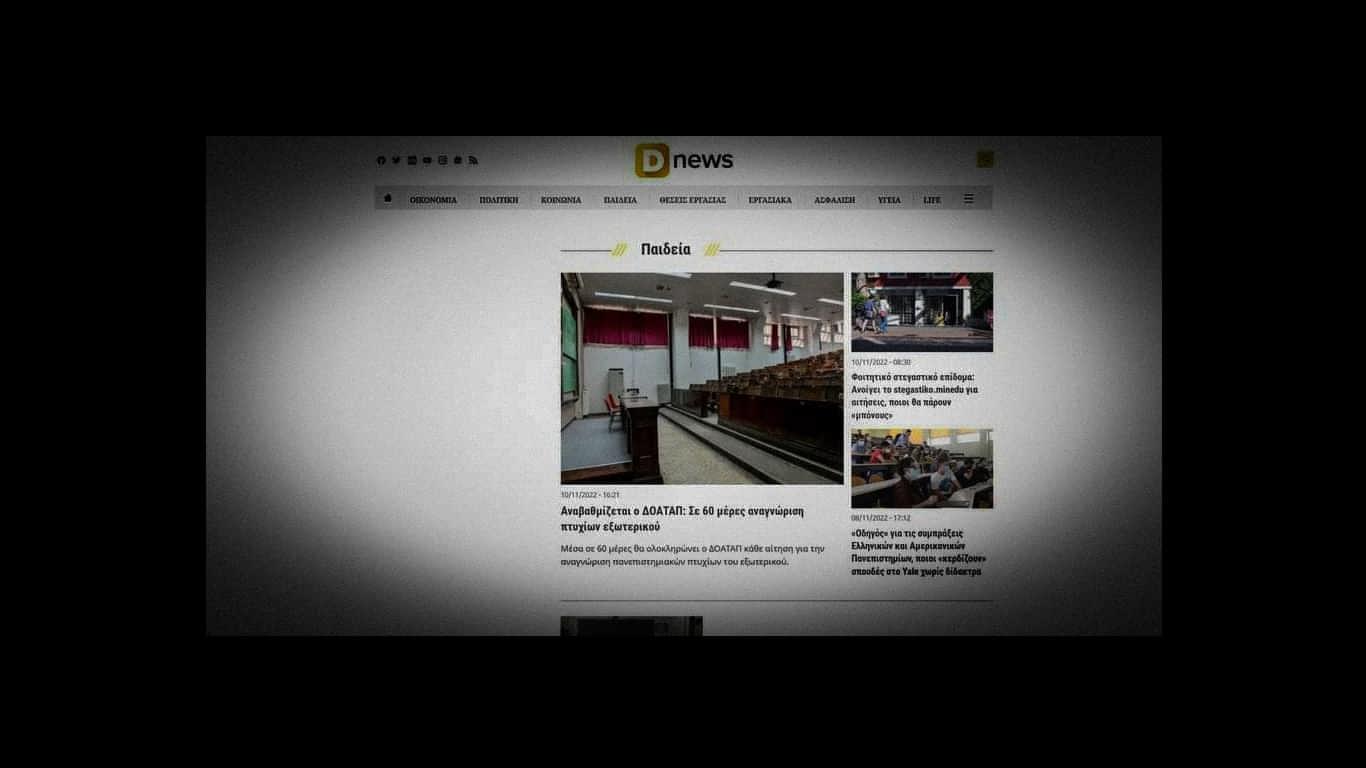 D news
ΟΙΚΟΝΟΜΙΑ ΠΟΛΙΤΙΚΗ ΚΟΙΝΩΝΙΑ ΠΑΙΔΕΙΑ ΘΕΣΕΙΣ ΕΡΓΑΣΙΑΣ ΕΡΓΑΣΙΑΚΑ ΑΣΦΑΛΙΣΗ ΥΓΕΙΑ LIFE
Παιδεία
10/11/2022 - 16:21
Αναβαθμίζεται ο ΔΟΑΤΑΠ: Σε 60 μέρες αναγνώριση
πτυχίων εξωτερικού
Μέσα σε 60 μέρες θα ολοκληρώνει ο ΔΟΑΤΑΠ κάθε αίτηση για την
αναγνώριση πανεπιστημιακών πτυχίων του εξωτερικού.
10/11/2022 - 08:30
Φοιτητικό στεγαστικό επίδομα:
Ανοίγει το stegastiko.minedu για
αιτήσεις, ποιοι θα πάρουν
«μπόνους»
08/11/2022 - 17:12
«Οδηγός» για τις συμπράξεις
Ελληνικών και Αμερικανικών
Πανεπιστημίων, ποιοι «κερδίζουν»
σπουδές στο Yale χωρίς δίδακτρα